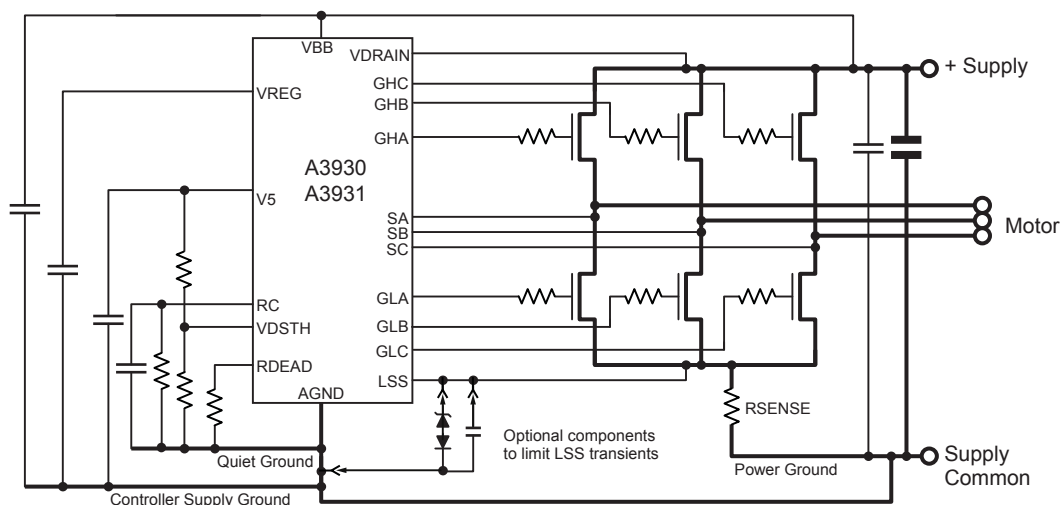 VBB
VDRAIN
+ Supply
GHC
VREG
GHB
GHA
A3930
A3931
V5
SA
SB
Motor
SC
GLA
RC
GLB
VDSTH
GLC
RDEAD
LSS
AGND
RSENSE
Optional components
to limit LSS transients
Quiet Ground
Power Ground
Supply
Common
Controller Supply Ground